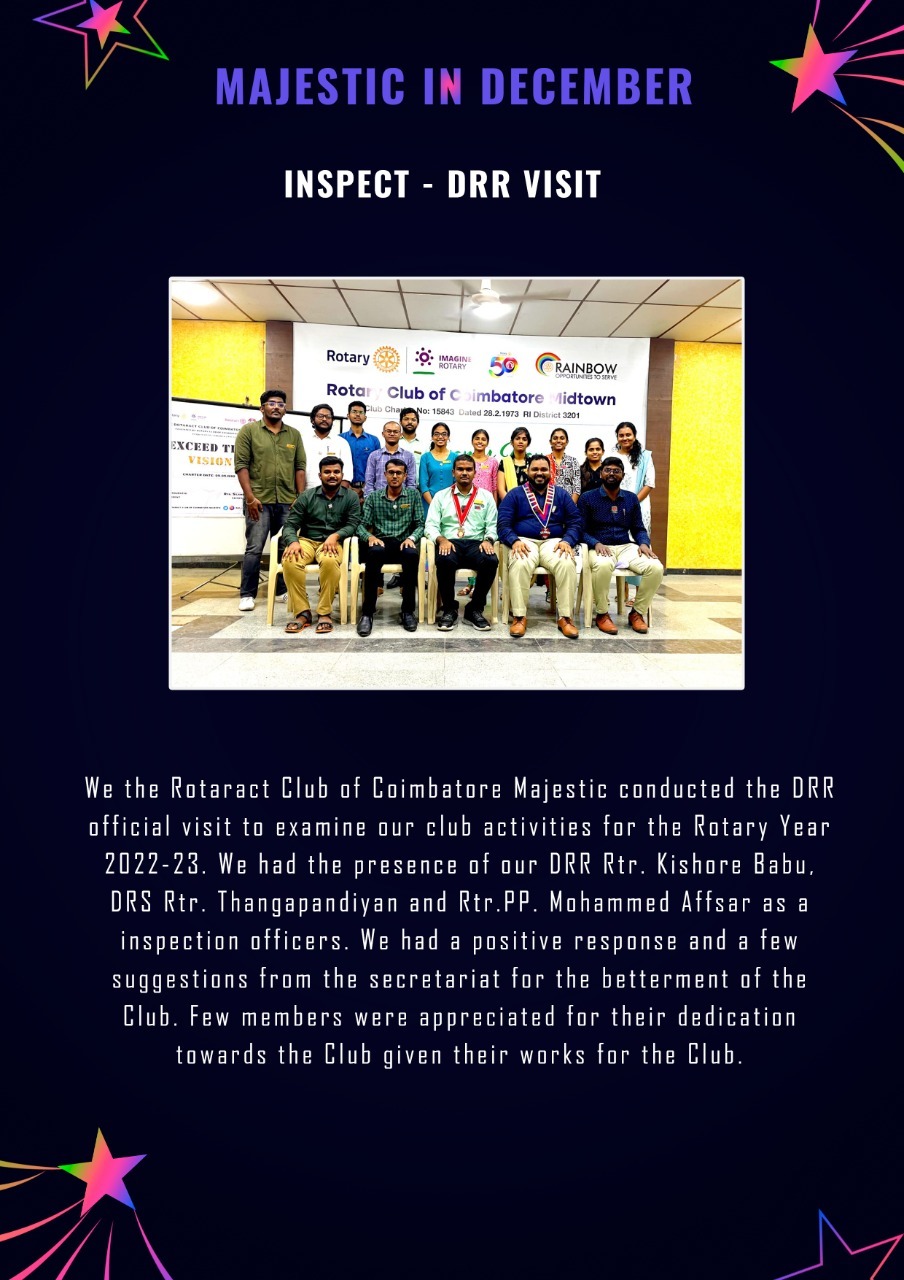 MAJESTIC IN DECEMBER
INSPECT - DRR VISIT
Rotary
IMAGINE
ROTARY
50
RAINBOW
OPPORTUNITIES TO SERVE
Rotary Club of Coimbatore Midtown
Club Charter No: 15843 Dated 28.2.1973 RI District 3201
EXCEED
VISION
We the Rotaract Club of Coimbatore Majestic conducted the DRR
official visit to examine our club activities for the Rotary Year
2022-23. We had the presence of our DRR Rtr. Kishore Babu,
DRS Rtr. Thangapandiyan and Rtr.PP. Mohammed Affsar as a
inspection officers. We had a positive response and a few
suggestions from the secretariat for the betterment of the
Club. Few members were appreciated for their dedication
towards the Club given their works for the Club.